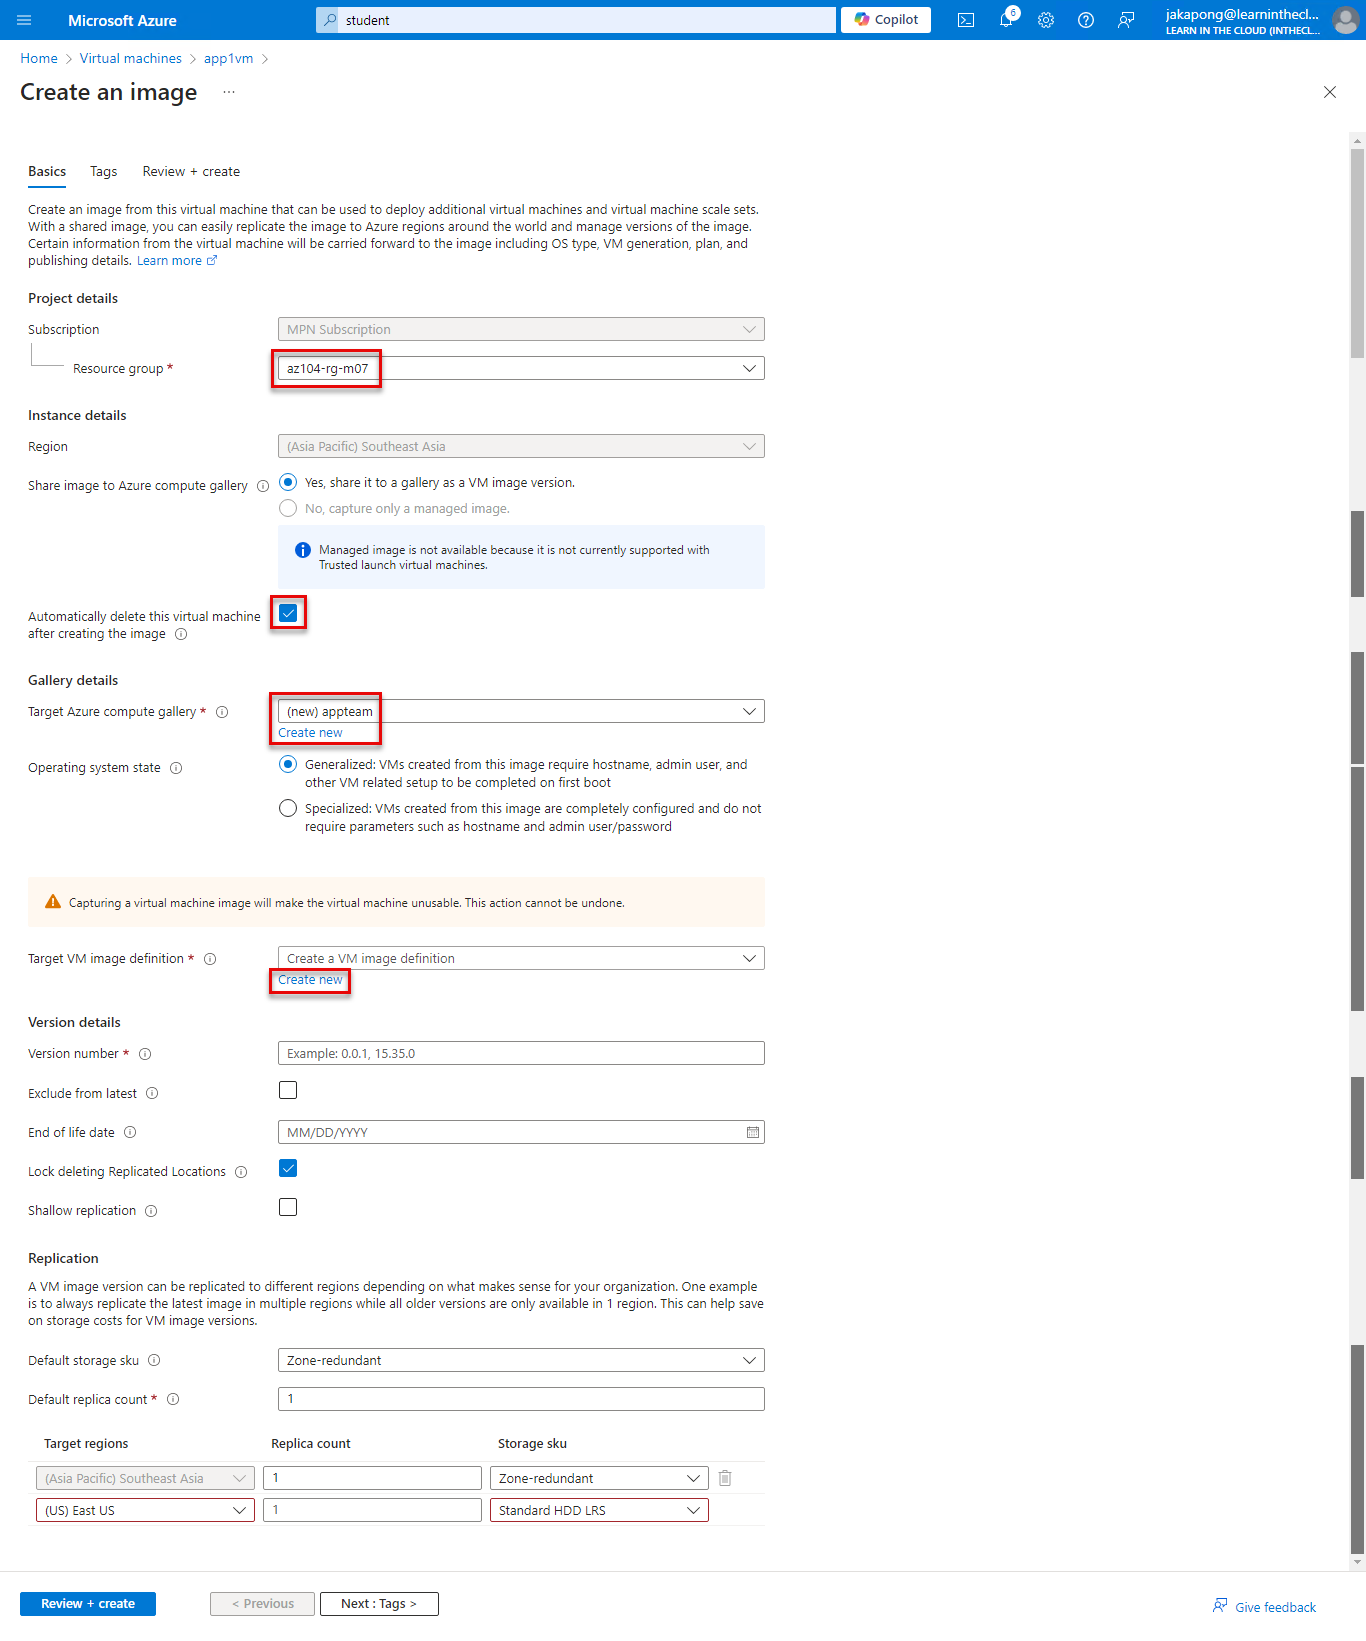 Microsoft Azure
student
Copilot
6
jakapong@learninthecl...
LEARN IN THE CLOUD (INTHECL...
Home > Virtual machines > app1vm >
Create an image ...
Basics Tags Review + create
Create an image from this virtual machine that can be used to deploy additional virtual machines and virtual machine scale sets.
With a shared image, you can easily replicate the image to Azure regions around the world and manage versions of the image.
Certain information from the virtual machine will be carried forward to the image including OS type, VM generation, plan, and
publishing details. Learn more
Project details
Subscription MPN Subscription
Resource group * az104-rg-m07
Instance details
Region (Asia Pacific) Southeast Asia
Share image to Azure compute gallery Yes, share it to a gallery as a VM image version.
No, capture only a managed image.
Managed image is not available because it is not currently supported with
Trusted launch virtual machines.
Automatically delete this virtual machine
after creating the image
Gallery details
Target Azure compute gallery * (new) appteam
Create new
Operating system state Generalized: VMs created from this image require hostname, admin user, and
other VM related setup to be completed on first boot
Specialized: VMs created from this image are completely configured and do not
require parameters such as hostname and admin user/password
Capturing a virtual machine image will make the virtual machine unusable. This action cannot be undone.
Target VM image definition * Create a VM image definition
Create new
Version details
Version number * Example: 0.0.1, 15.35.0
Exclude from latest
End of life date MM/DD/YYYY
Lock deleting Replicated Locations
Shallow replication
Replication
A VM image version can be replicated to different regions depending on what makes sense for your organization. One example
is to always replicate the latest image in multiple regions while all older versions are only available in 1 region. This can help save
on storage costs for VM image versions.
Default storage sku Zone-redundant
Default replica count * 1
Target regions Replica count Storage sku
(Asia Pacific) Southeast Asia 1 Zone-redundant
(US) East US 1 Standard HDD LRS
Review + create < Previous Next : Tags > Give feedback